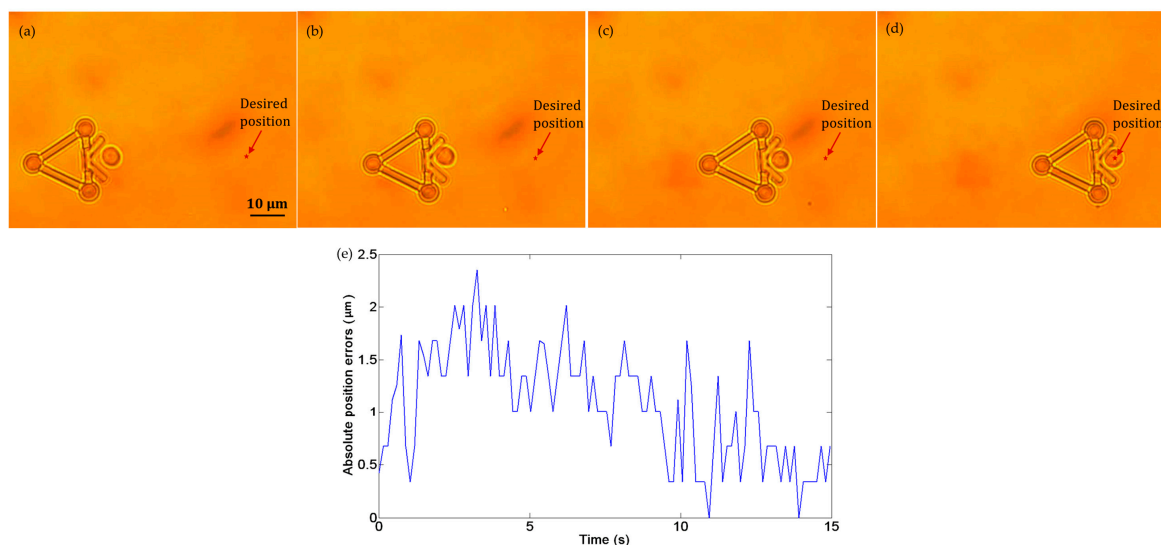 (a)
Desired
position
10 µm
(b)
Desired
position
(c)
Desired
position
(d)
Desired
position
(e)
2.5
2
1.5
1
0.5
0
Absolute position errors (µm)
0
5
10
15
Time (s)